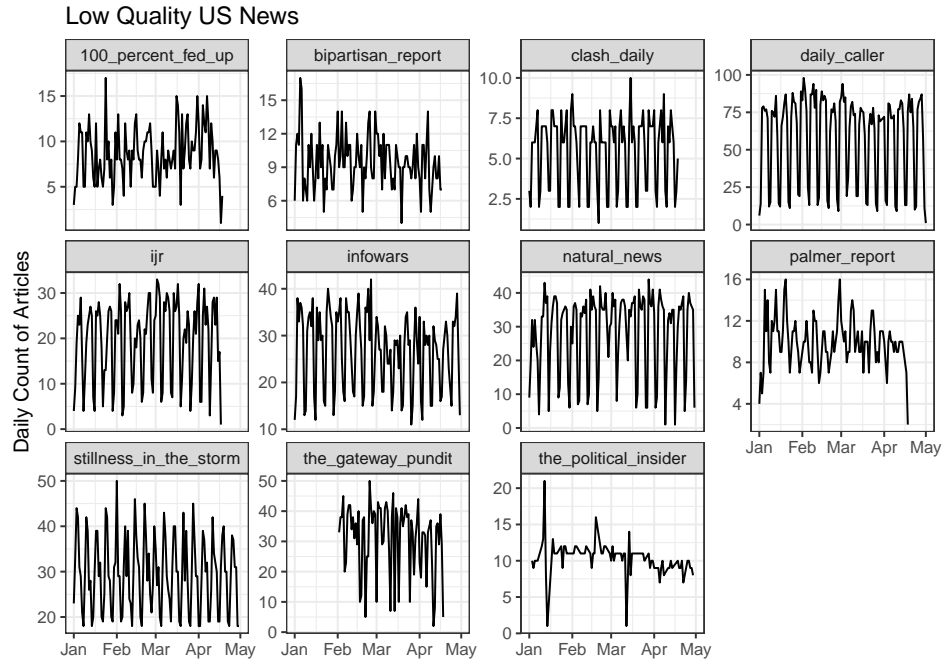 Low Quality US News
100_percent_fed_up
bipartisan_report
clash_daily
daily_caller
15
10
5
15
12
9
6
10.0
7.5
5.0
2.5
100
75
50
25
0
ijr
infowars
natural_news
palmer_report
30
20
10
0
40
30
20
10
40
30
20
10
0
16
12
8
4
Jan Feb Mar Apr May
stillness_in_the_storm
the_gateway_pundit
the_political_insider
50
40
30
20
50
40
30
20
10
0
20
15
10
5
0
Jan Feb Mar Apr May
Jan Feb Mar Apr May
Jan Feb Mar Apr May
Daily Count of Articles